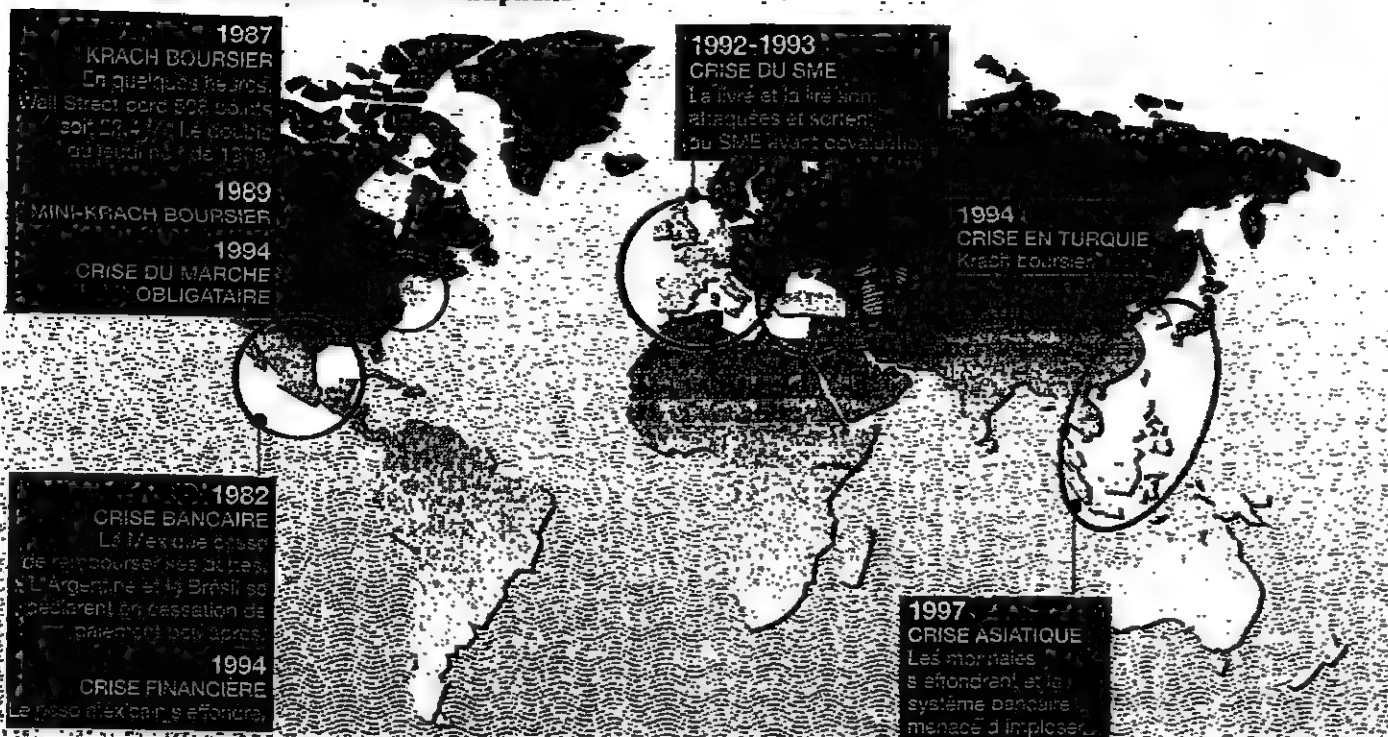 1987
KRACH BOURSIER
En quelques heures,
Wall Street perd 508 points
soit Le double
du jeudi noir de 1929.
1989
MINI-KRACH BOURSIER
1994
CRISE DU MARCHE
OBLIGATAIRE
1992-1993
CRISE DU SME
La livre et la lire sont
attaquées et sortent
du SME avant dévaluation
1994
CRISE EN TURQUIE
Krach boursier
1982
CRISE BANCAIRE
Le Mexique cesse
de rembourser ses dettes.
L'Argentine et le Brésil se
déclarent en cessation de
paiement peu après.
1994
CRISE FINANCIERE
Le peso mexicain s'effondre.
1997
CRISE ASIATIQUE
Les monnaies
s'effondrent et le
système bancaire
menace d'imploser